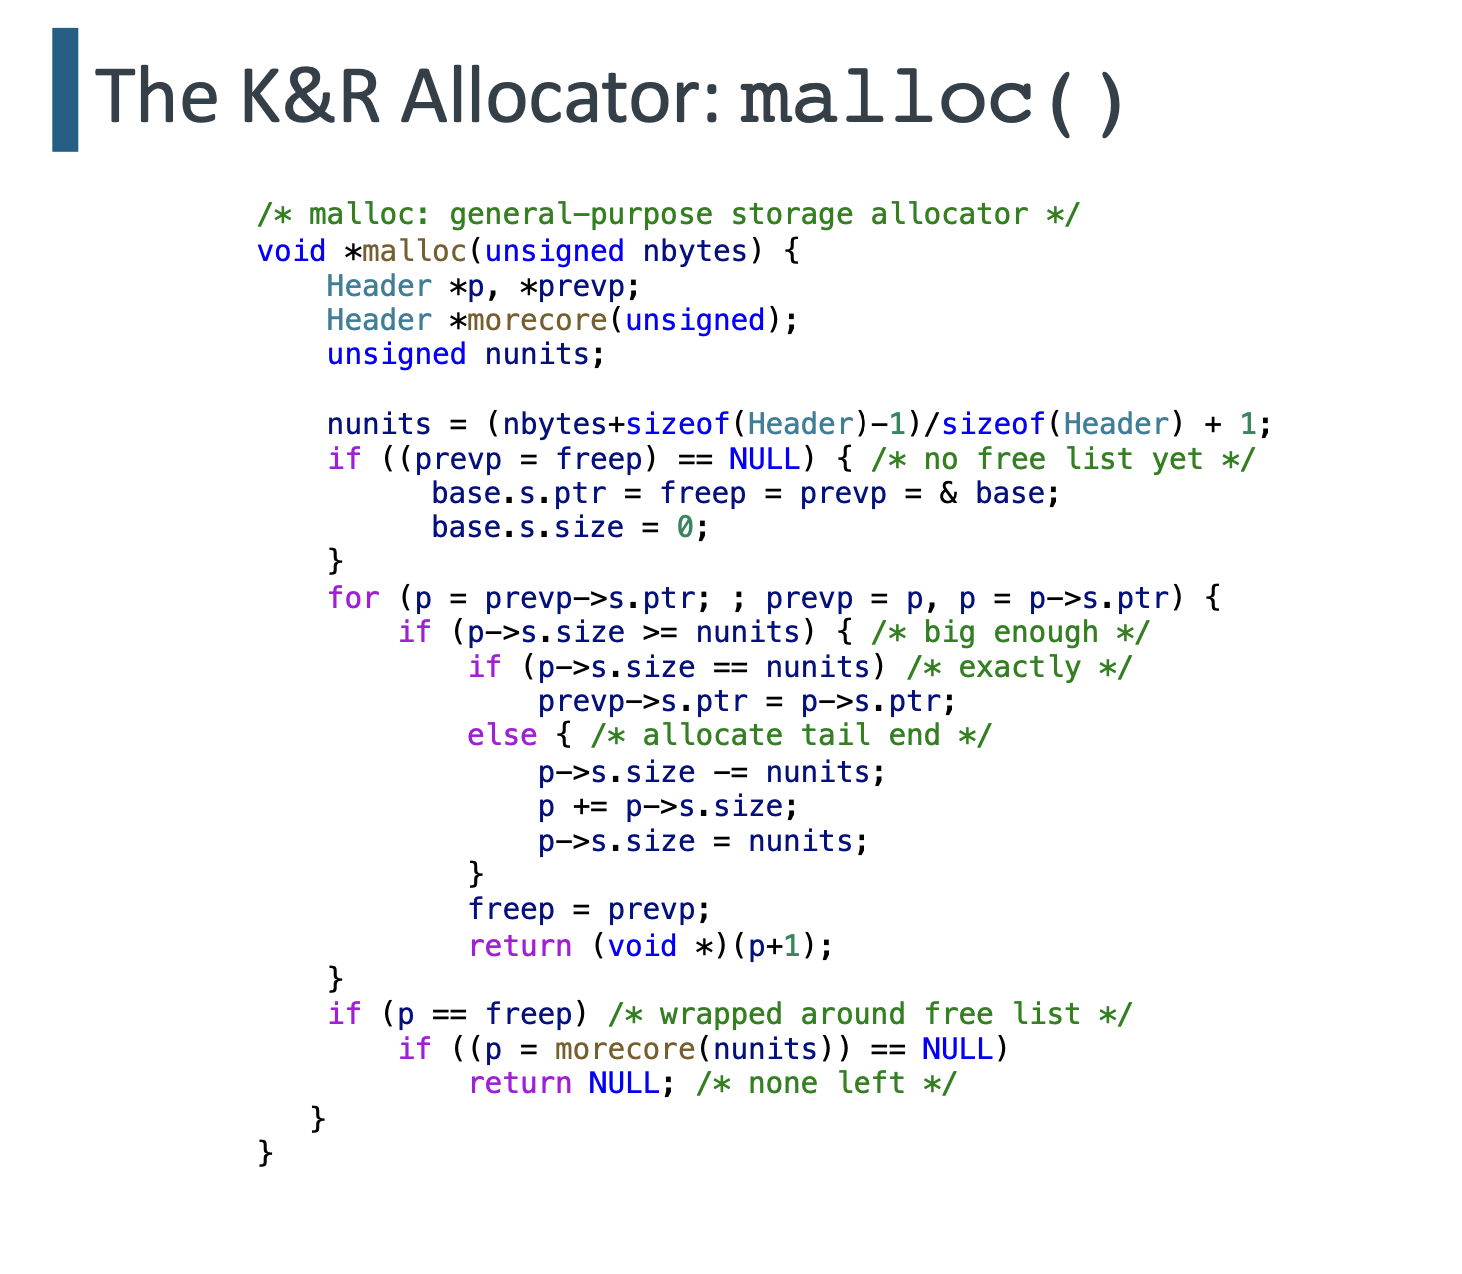 The K&R Allocator: malloc()
/* malloc: general-purpose storage allocator */
void *malloc(unsigned nbytes) {
    Header *p, *prevp;
    Header *morecore(unsigned);
    unsigned nunits;

    nunits = (nbytes+sizeof(Header)-1)/sizeof(Header) + 1;
    if ((prevp = freep) == NULL) { /* no free list yet */
          base.s.ptr = freep = prevp = & base;
          base.s.size = 0;
    }
    for (p = prevp->s.ptr; ; prevp = p, p = p->s.ptr) {
        if (p->s.size >= nunits) { /* big enough */
            if (p->s.size == nunits) /* exactly */
                prevp->s.ptr = p->s.ptr;
            else { /* allocate tail end */
                p->s.size -= nunits;
                p += p->s.size;
                p->s.size = nunits;
            }
            freep = prevp;
            return (void *)(p+1);
    }
    if (p == freep) /* wrapped around free list */
        if ((p = morecore(nunits)) == NULL)
            return NULL; /* none left */
   }
}